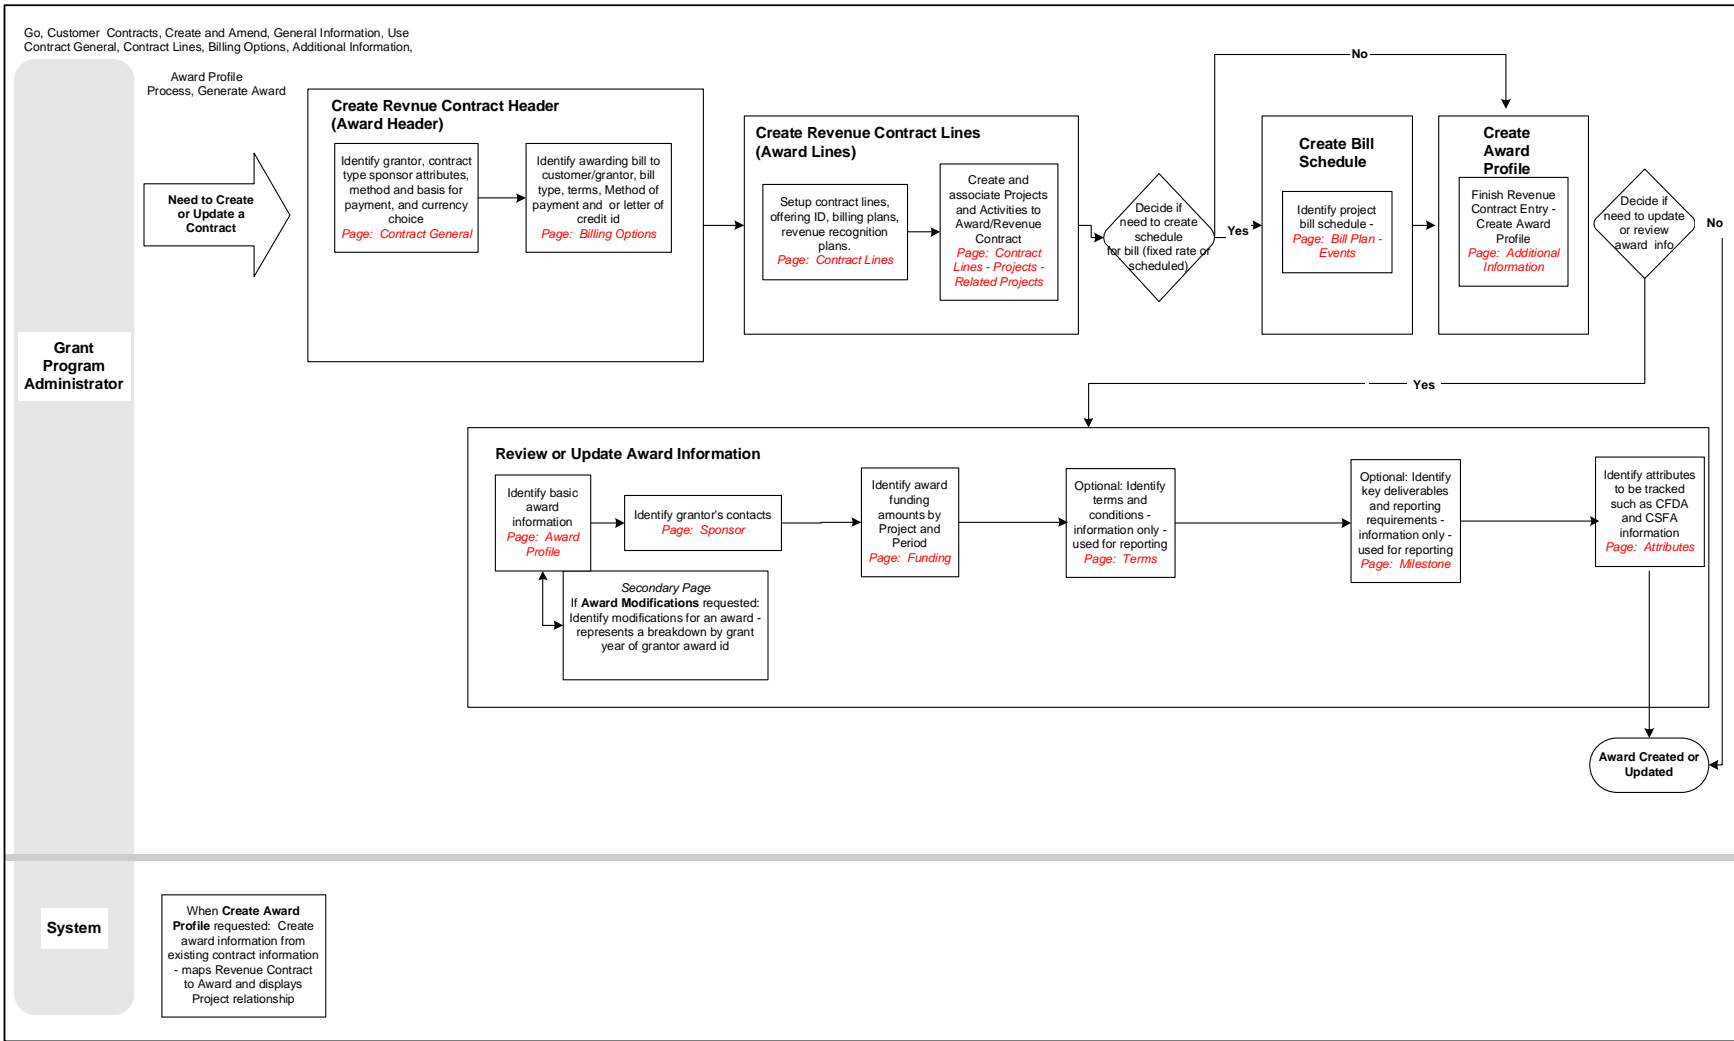 Go, Customer Contracts, Create and Amend, General Information, Use
Contract General, Contract Lines, Billing Options, Additional Information,
Award Profile
Process, Generate Award
Need to Create
or Update a
Contract
Create Revnue Contract Header
(Award Header)
Identify grantor, contract
type sponsor attributes,
method and basis for
payment, and currency
choice
Page: Contract General
Identify awarding bill to
customer/grantor, bill
type, terms, Method of
payment and or letter of
credit id
Page: Billing Options
Create Revenue Contract Lines
(Award Lines)
Setup contract lines,
offering ID, billing plans,
revenue recognition
plans.
Page: Contract Lines
Create and
associate Projects
and Activities to
Award/Revenue
Contract
Page: Contract
Lines - Projects -
Related Projects
Decide if
need to create
schedule
for bill (fixed rate or
scheduled)
No
Yes
Create Bill
Schedule
Identify project
bill schedule -
Page: Bill Plan -
Events
Create
Award
Profile
Finish Revenue
Contract Entry -
Create Award
Profile
Page: Additional
Information
Decide if
need to update
or review
award info
No
Yes
Grant
Program
Administrator
Review or Update Award Information
Identify basic
award
information
Page: Award
Profile
Identify grantor's contacts
Page: Sponsor
Identify award
funding
amounts by
Project and
Period
Page: Funding
Optional: Identify
terms and
conditions -
information only -
used for reporting
Page: Terms
Optional: Identify
key deliverables
and reporting
requirements -
information only -
used for reporting
Page: Milestone
Identify attributes
to be tracked
such as CFDA
and CSFA
information
Page: Attributes
Secondary Page
If Award Modifications requested:
Identify modifications for an award -
represents a breakdown by grant
year of grantor award id
Award Created or
Updated
System
When Create Award
Profile requested: Create
award information from
existing contract information
- maps Revenue Contract
to Award and displays
Project relationship